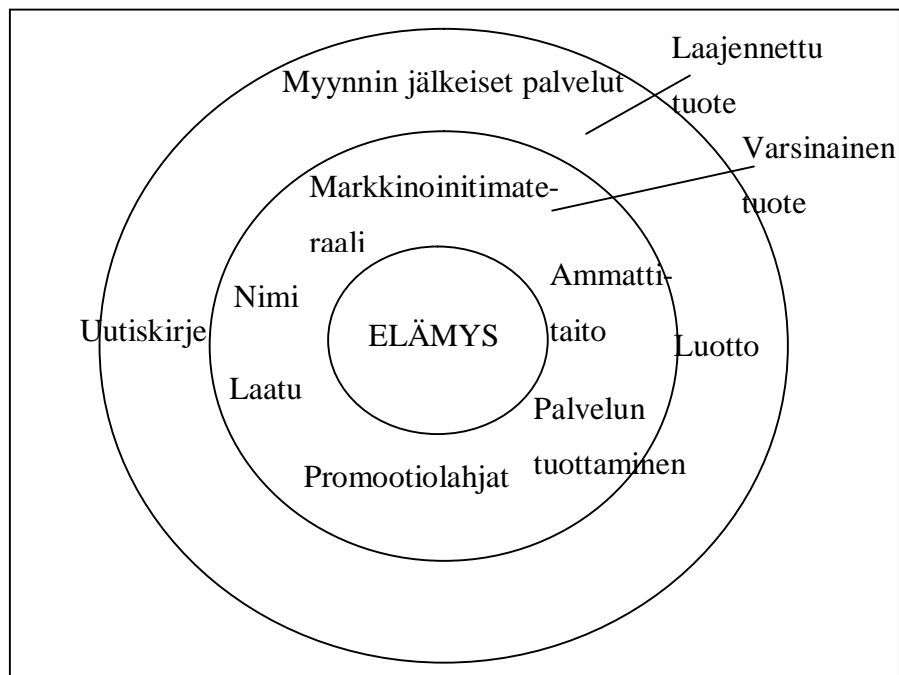 Laajennettu
tuote
Myynnin jälkeiset palvelut
Varsinainen
tuote
Markkinoinitimate-
raali
Ammatti-
taito
Nimi
Uutiskirje
ELÄMYS
Luotto
Laatu
Palvelun
tuottaminen
Promootiolahjat